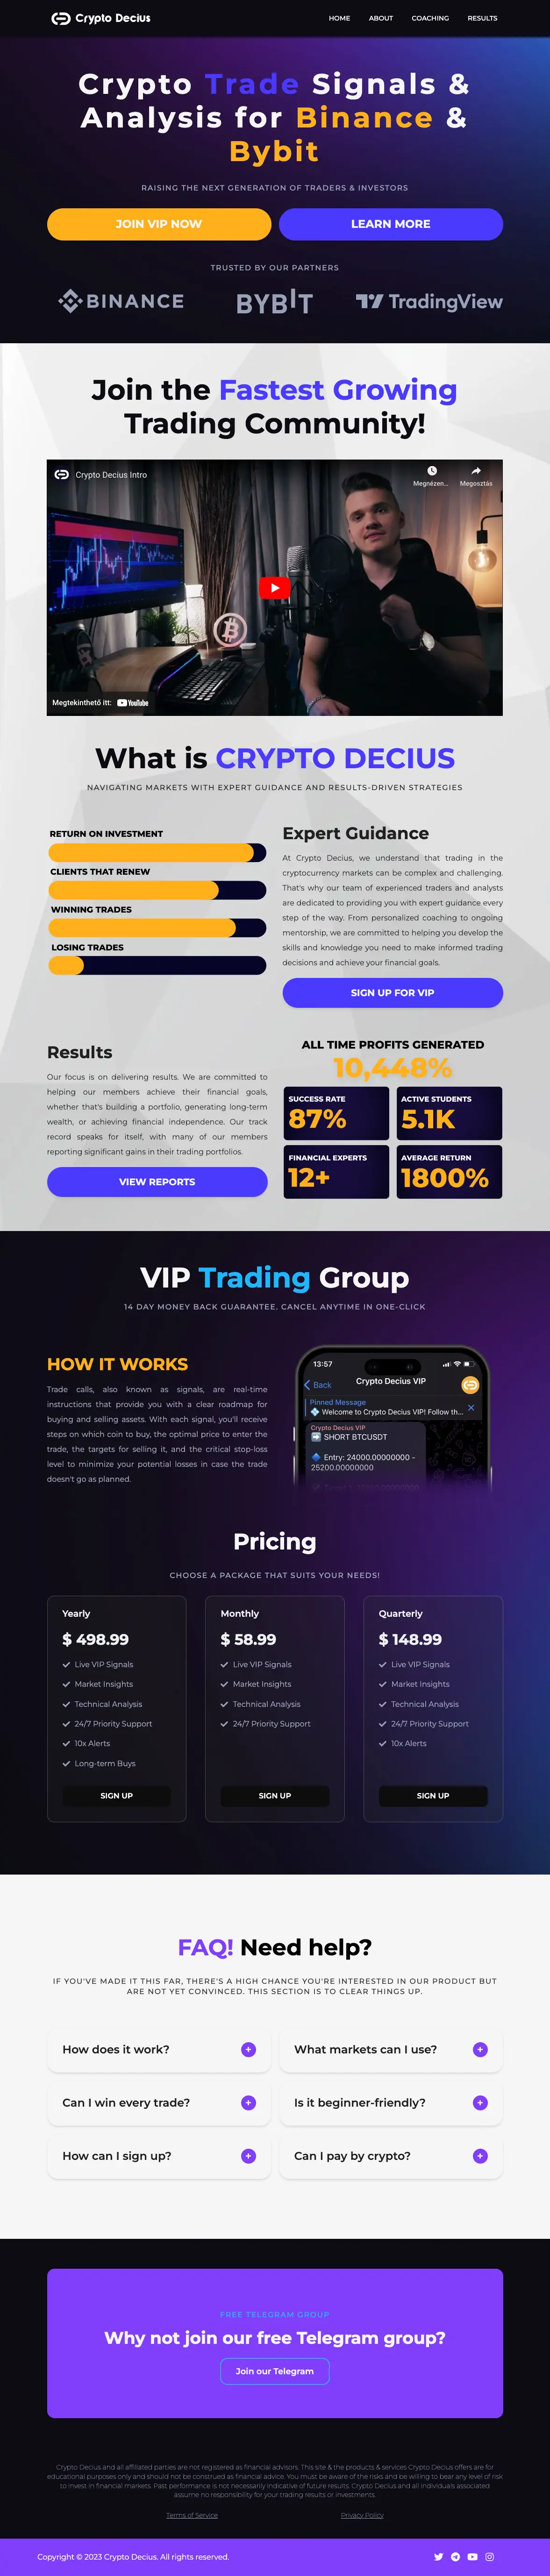 Crypto Decius
HOME ABOUT COACHING RESULTS
Crypto Trade Signals &
Analysis for Binance &
Bybit
RAISING THE NEXT GENERATION OF TRADERS & INVESTORS
JOIN VIP NOW
LEARN MORE
TRUSTED BY OUR PARTNERS
BINANCE
BYBIT
TradingView
Join the Fastest Growing
Trading Community!
Crypto Decius Intro
Megnézen...
Megosztás
Megtekinthető itt: YouTube
What is CRYPTO DECIUS
NAVIGATING MARKETS WITH EXPERT GUIDANCE AND RESULTS-DRIVEN STRATEGIES
RETURN ON INVESTMENT
CLIENTS THAT RENEW
WINNING TRADES
LOSING TRADES
Expert Guidance
At Crypto Decius, we understand that trading in the
cryptocurrency markets can be complex and challenging.
That's why our team of experienced traders and analysts
are dedicated to providing you with expert guidance every
step of the way. From personalized coaching to ongoing
mentorship, we are committed to helping you develop the
skills and knowledge you need to make informed trading
decisions and achieve your financial goals.
SIGN UP FOR VIP
Results
Our focus is on delivering results. We are committed to
helping our members achieve their financial goals,
whether that's building a portfolio, generating long-term
wealth, or achieving financial independence. Our track
record speaks for itself, with many of our members
reporting significant gains in their trading portfolios.
VIEW REPORTS
ALL TIME PROFITS GENERATED
10,448%
SUCCESS RATE
87%
ACTIVE STUDENTS
5.1K
FINANCIAL EXPERTS
12+
AVERAGE RETURN
1800%
VIP Trading Group
14 DAY MONEY BACK GUARANTEE. CANCEL ANYTIME IN ONE-CLICK
HOW IT WORKS
Trade calls, also known as signals, are real-time
instructions that provide you with a clear roadmap for
buying and selling assets. With each signal, you'll receive
steps on which coin to buy, the optimal price to enter the
trade, the targets for selling it, and the critical stop-loss
level to minimize your potential losses in case the trade
doesn't go as planned.
13:57
Back
Crypto Decius VIP
Pinned Message
Welcome to Crypto Decius VIP! Follow th...
Crypto Decius VIP
SHORT BTCUSDT
Entry: 24000.00000000 -
25200.00000000
Pricing
CHOOSE A PACKAGE THAT SUITS YOUR NEEDS!
Yearly
$ 498.99
Live VIP Signals
Market Insights
Technical Analysis
24/7 Priority Support
10x Alerts
Long-term Buys
SIGN UP
Monthly
$ 58.99
Live VIP Signals
Market Insights
Technical Analysis
24/7 Priority Support
SIGN UP
Quarterly
$ 148.99
Live VIP Signals
Market Insights
Technical Analysis
24/7 Priority Support
10x Alerts
SIGN UP
FAQ! Need help?
IF YOU'VE MADE IT THIS FAR, THERE'S A HIGH CHANCE YOU'RE INTERESTED IN OUR PRODUCT BUT
ARE NOT YET CONVINCED. THIS SECTION IS TO CLEAR THINGS UP.
How does it work?
What markets can I use?
Can I win every trade?
Is it beginner-friendly?
How can I sign up?
Can I pay by crypto?
FREE TELEGRAM GROUP
Why not join our free Telegram group?
Join our Telegram
Crypto Decius and all affiliated parties are not registered as financial advisors. This site & the products & services Crypto Decius offers are for
educational purposes only and should not be construed as financial advice. You must be aware of the risks and be willing to bear any level of risk
to invest in financial markets. Past performance is not necessarily indicative of future results. Crypto Decius and all individuals associated
assume no responsibility for your trading results or investments.
Terms of Service
Privacy Policy
Copyright © 2023 Crypto Decius. All rights reserved.